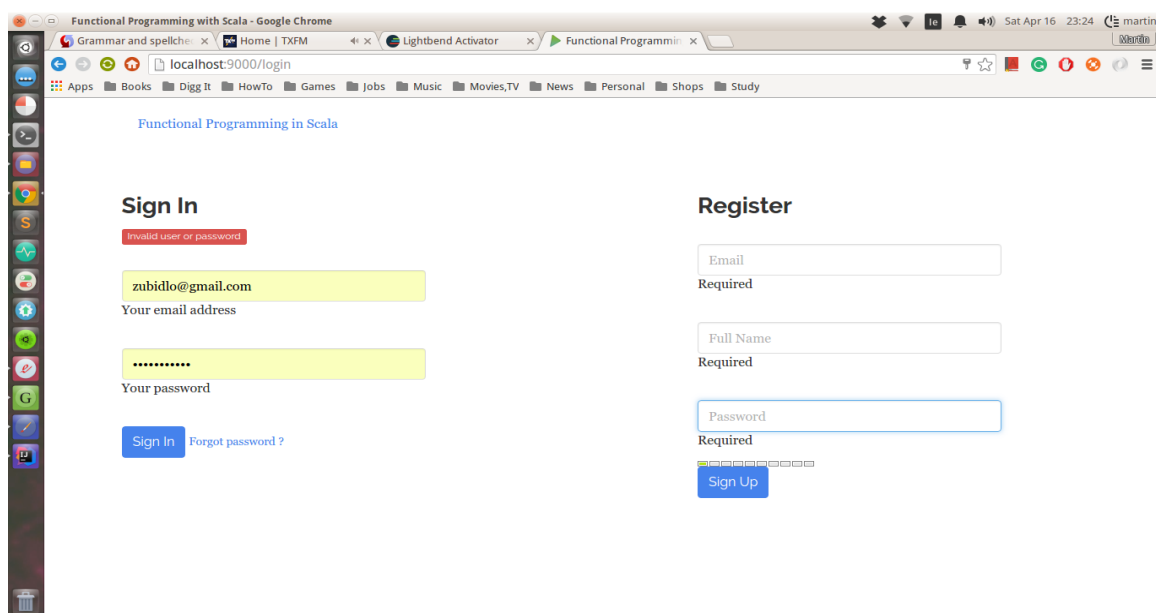 Functional Programming with Scala - Google Chrome
Sat Apr 16 23:24 martin
Grammar and spellche
Home | TXFM
Lightbend Activator
Functional Programmin
Martin
localhost:9000/login
Apps Books Digg It HowTo Games Jobs Music Movies,TV News Personal Shops Study
Functional Programming in Scala
Sign In
Invalid user or password
zubidlo@gmail.com
Your email address
•••••••••••
Your password
Sign In Forgot password ?
Register
Email
Required
Full Name
Required
Password
Required
Sign Up